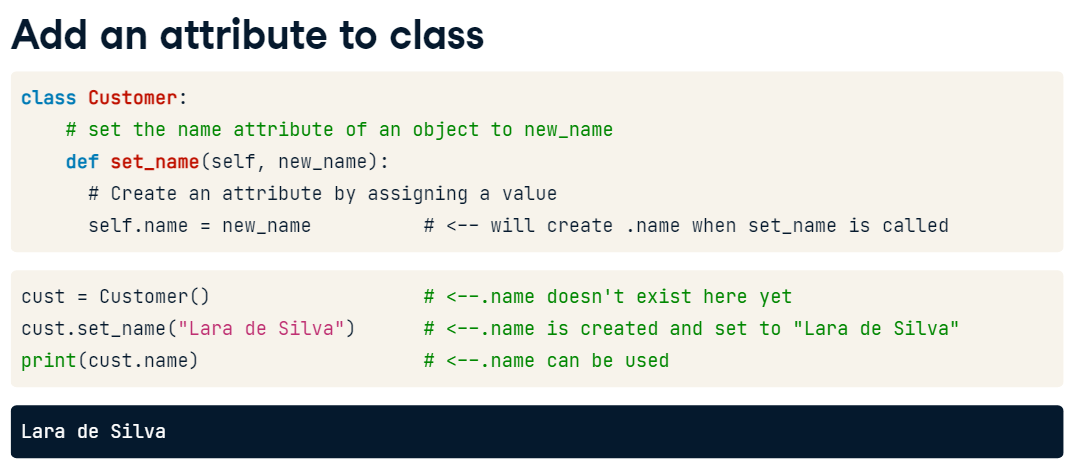 Add an attribute to class
class Customer:
    # set the name attribute of an object to new_name
    def set_name(self, new_name):
      # Create an attribute by assigning a value
      self.name = new_name          # <-- will create .name when set_name is called
cust = Customer()                   # <--.name doesn't exist here yet
cust.set_name("Lara de Silva")      # <--.name is created and set to "Lara de Silva"
print(cust.name)                    # <--.name can be used
Lara de Silva